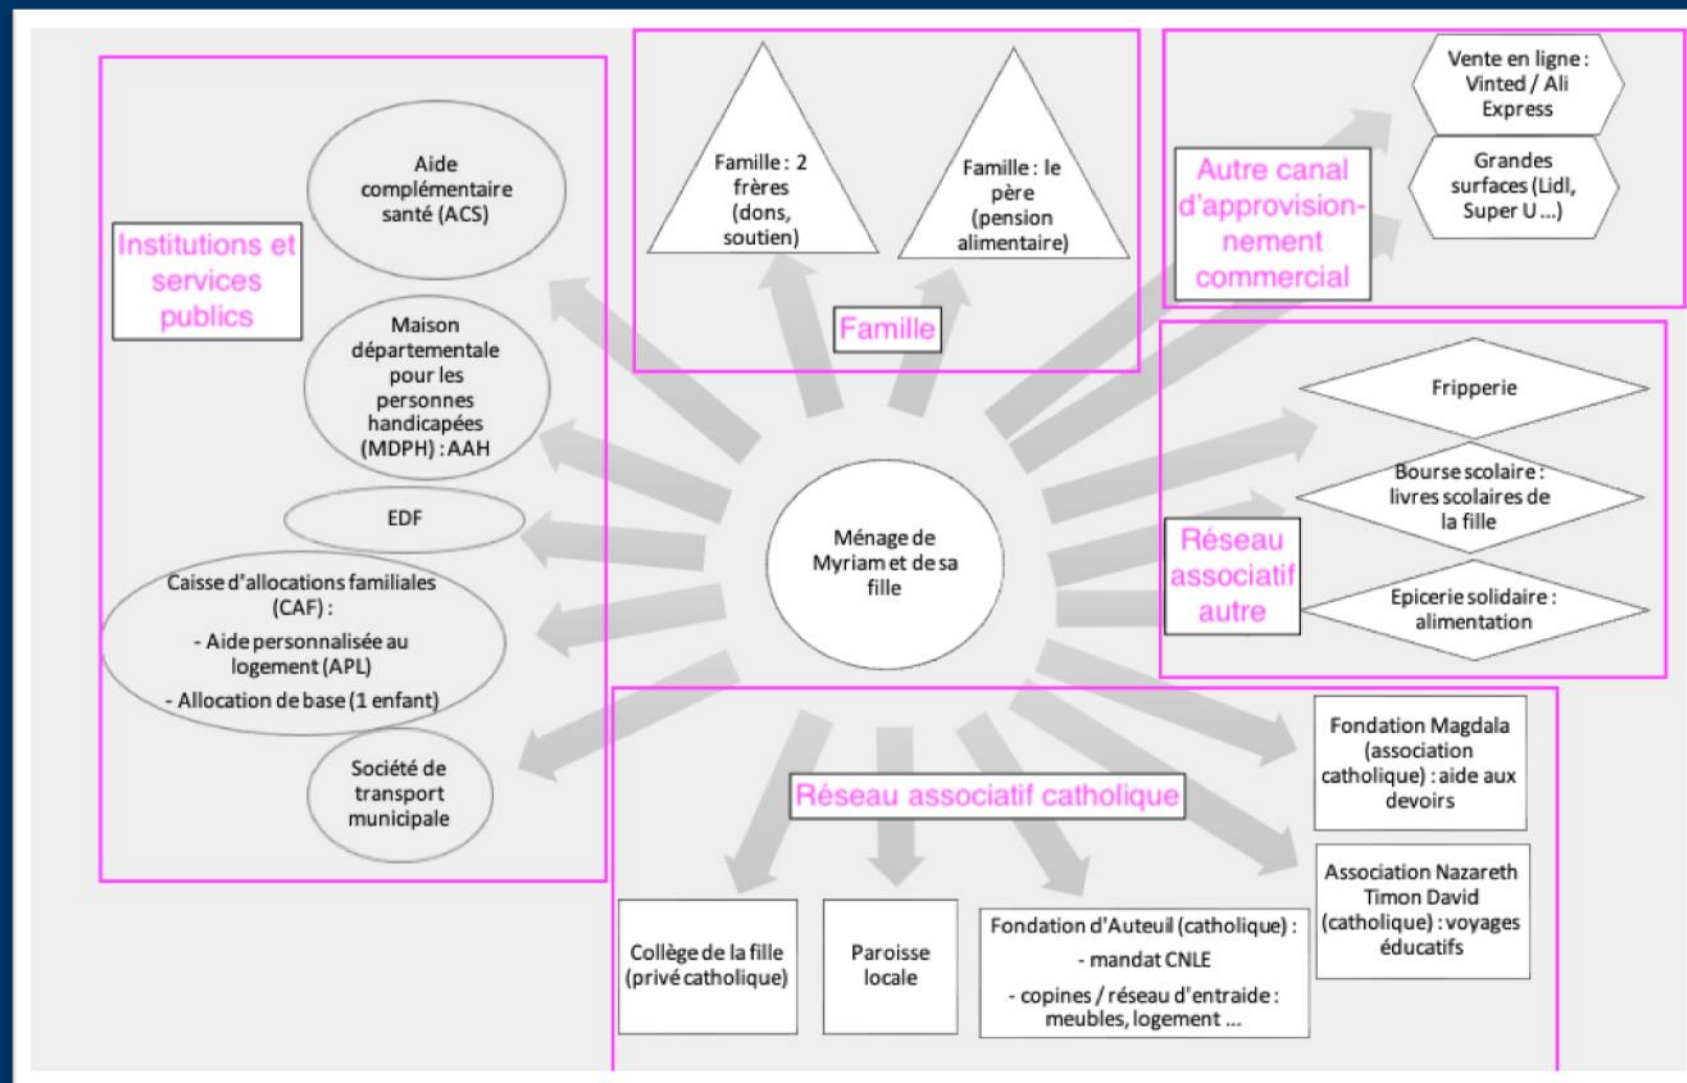 Institutions et
services
publics
Aide
complémentaire
santé (ACS)
Maison
départementale
pour les
personnes
handicapées
(MDPH) : AAH
EDF
Caisse d'allocations familiales
(CAF) :
- Aide personnalisée au
logement (APL)
- Allocation de base (1 enfant)
Société de
transport
municipale
Famille : 2
frères
(dons,
soutien)
Famille : le
père
(pension
alimentaire)
Famille
Autre canal
d'approvision-
nement
commercial
Vente en ligne :
Vinted / Ali
Express
Grandes
surfaces (Lidl,
Super U ...)
Ménage de
Myriam et de sa
fille
Réseau
associatif
autre
Fripperie
Bourse scolaire :
livres scolaires de
la fille
Epicerie solidaire :
alimentation
Réseau associatif catholique
Fondation Magdala
(association
catholique) : aide aux
devoirs
Association Nazareth
Timon David
(catholique) : voyages
éducatifs
Collège de la fille
(privé catholique)
Paroisse
locale
Fondation d'Auteuil (catholique) :
- mandat CNLE
- copines / réseau d'entraide :
meubles, logement ...